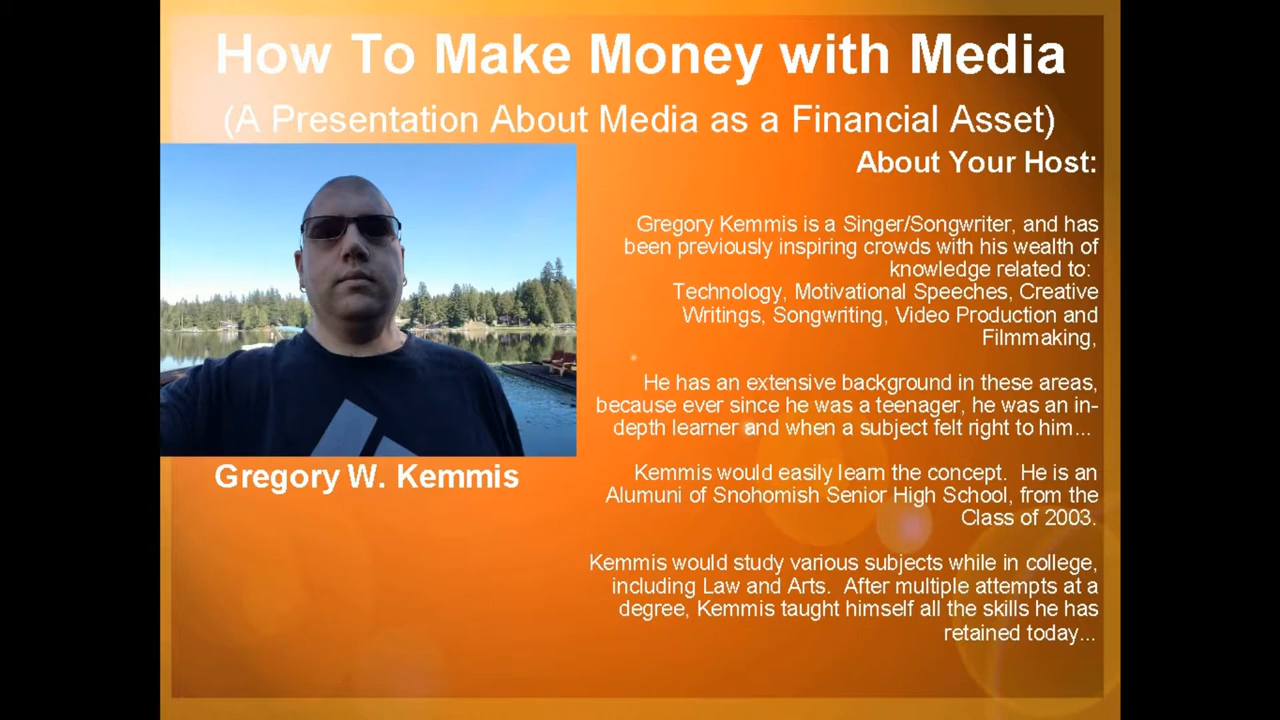 How To Make Money with Media
(A Presentation About Media as a Financial Asset)
About Your Host:
Gregory Kemmis is a Singer/Songwriter, and has
been previously inspiring crowds with his wealth of
knowledge related to:
Technology, Motivational Speeches, Creative
Writings, Songwriting, Video Production and
Filmmaking,
He has an extensive background in these areas,
because ever since he was a teenager, he was an in-
depth learner and when a subject felt right to him...
Kemmis would easily learn the concept.  He is an
Alumuni of Snohomish Senior High School, from the
Class of 2003.
Kemmis would study various subjects while in college,
including Law and Arts.  After multiple attempts at a
degree, Kemmis taught himself all the skills he has
retained today...
Gregory W. Kemmis